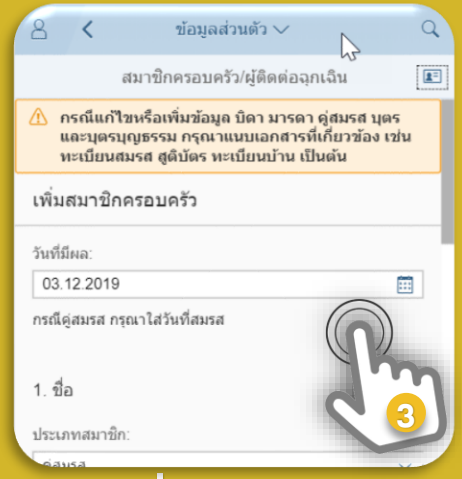 ข้อมูลส่วนตัว
สมาชิกครอบครัว/ผู้ติดต่อฉุกเฉิน
กรณีแก้ไขหรือเพิ่มข้อมูล บิดา มารดา คู่สมรส บุตร
และบุตรบุญธรรม กรุณาแนบเอกสารที่เกี่ยวข้อง เช่น
ทะเบียนสมรส สูติบัตร ทะเบียนบ้าน เป็นต้น
เพิ่มสมาชิกครอบครัว
วันที่มีผล:
03.12.2019
กรณีคู่สมรส กรุณาใส่วันที่สมรส
1. ชื่อ
3
ประเภทสมาชิก:
คู่สมรส